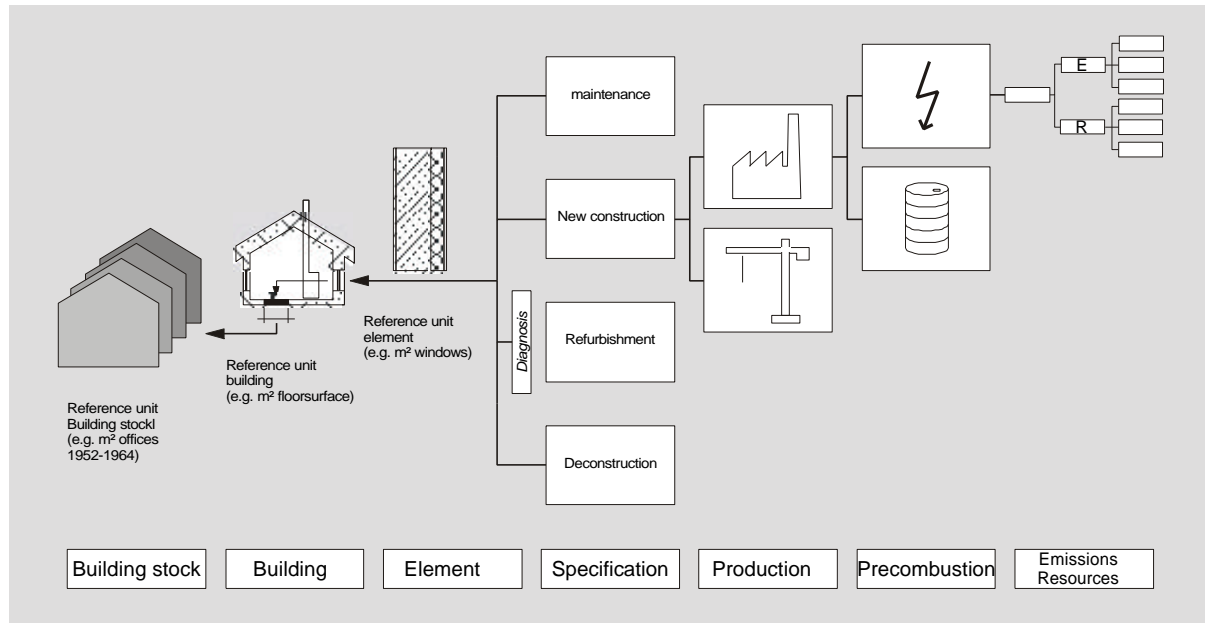 maintenance
E
R
New construction
Reference unit
element
(e.g. m² windows)
Diagnosis
Refurbishment
Reference unit
building
(e.g. m² floorsurface)
Reference unit
Building stockl
(e.g. m² offices
1952-1964)
Deconstruction
Building stock
Building
Element
Specification
Production
Precombustion
Emissions
Resources